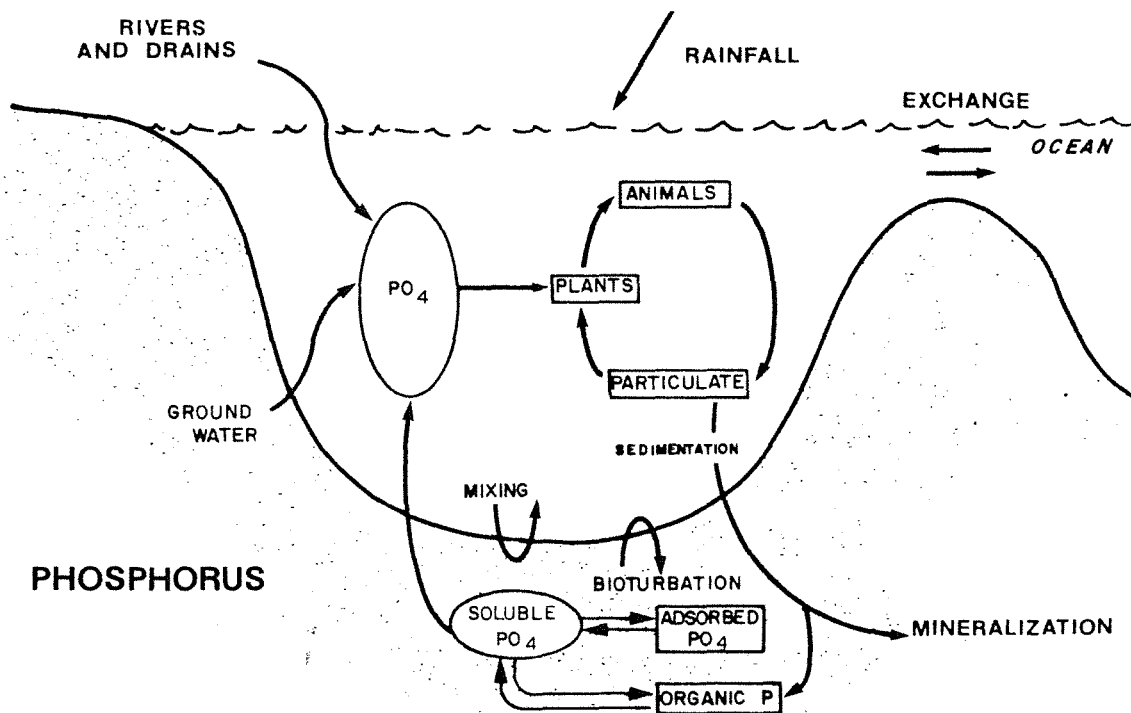 RIVERS
AND DRAINS
RAINFALL
EXCHANGE
OCEAN
ANIMALS
PO4
PLANTS
PARTICULATE
GROUND
WATER
SEDIMENTATION
MIXING
PHOSPHORUS
BIOTURBATION
SOLUBLE
PO4
ADSORBED
PO4
MINERALIZATION
ORGANIC P